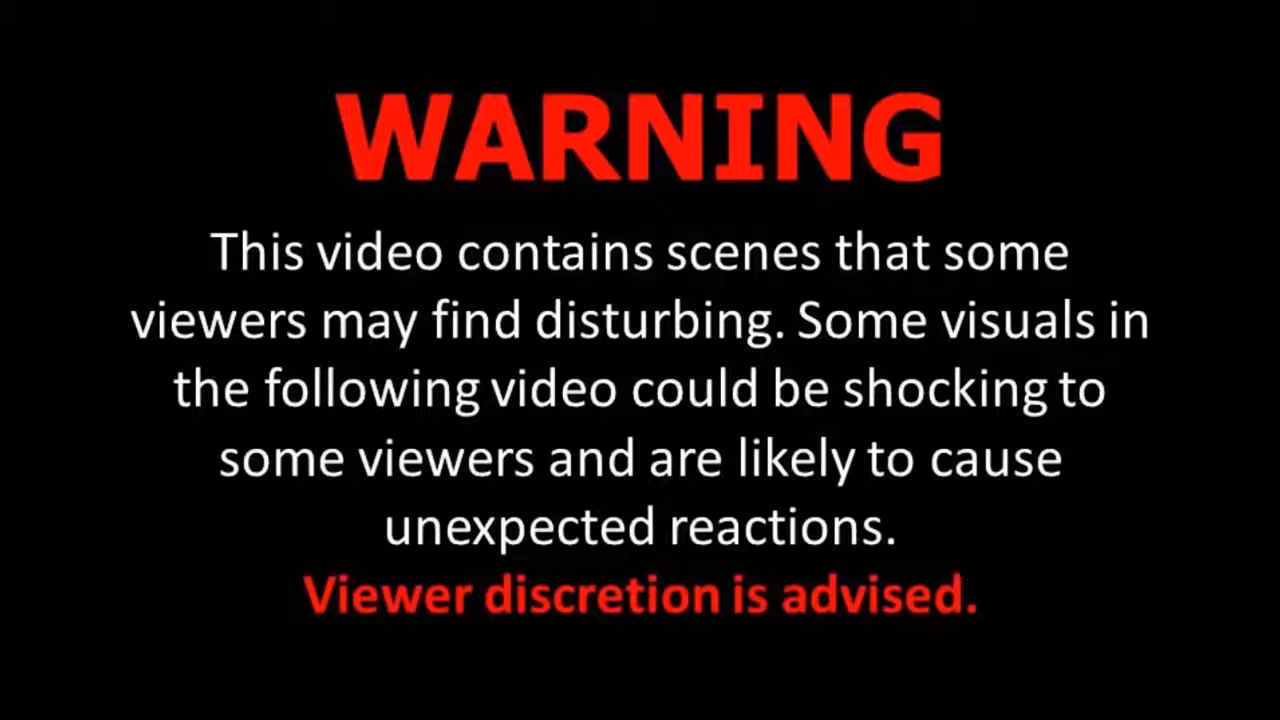 WARNING
This video contains scenes that some
viewers may find disturbing. Some visuals in
the following video could be shocking to
some viewers and are likely to cause
unexpected reactions.
Viewer discretion is advised.